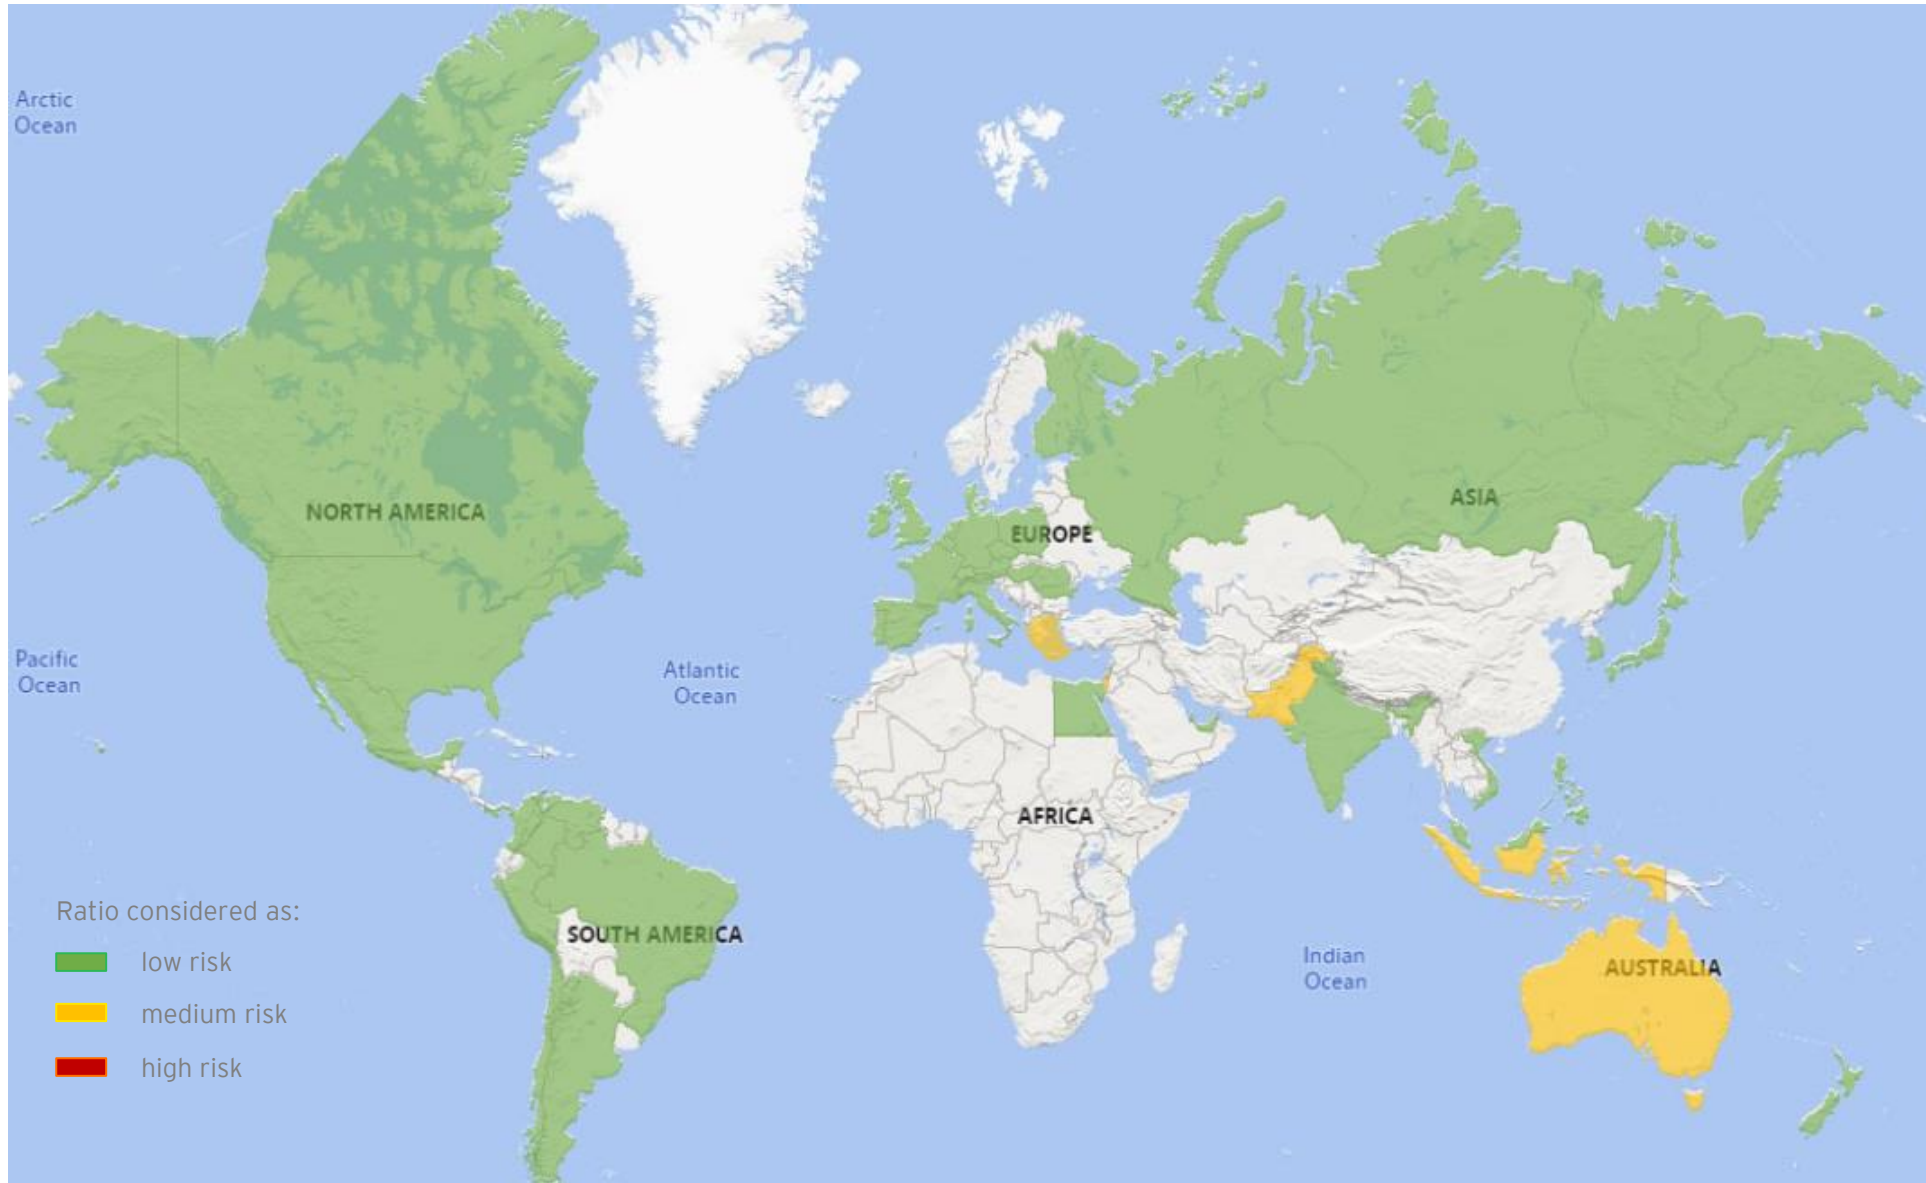 Arctic
Ocean
NORTH AMERICA
ASIA
EUROPE
Pacific
Ocean
Atlantic
Ocean
AFRICA
Ratio considered as:
SOUTH AMERICA
low risk
Indian
Ocean
AUSTRALIA
medium risk
high risk